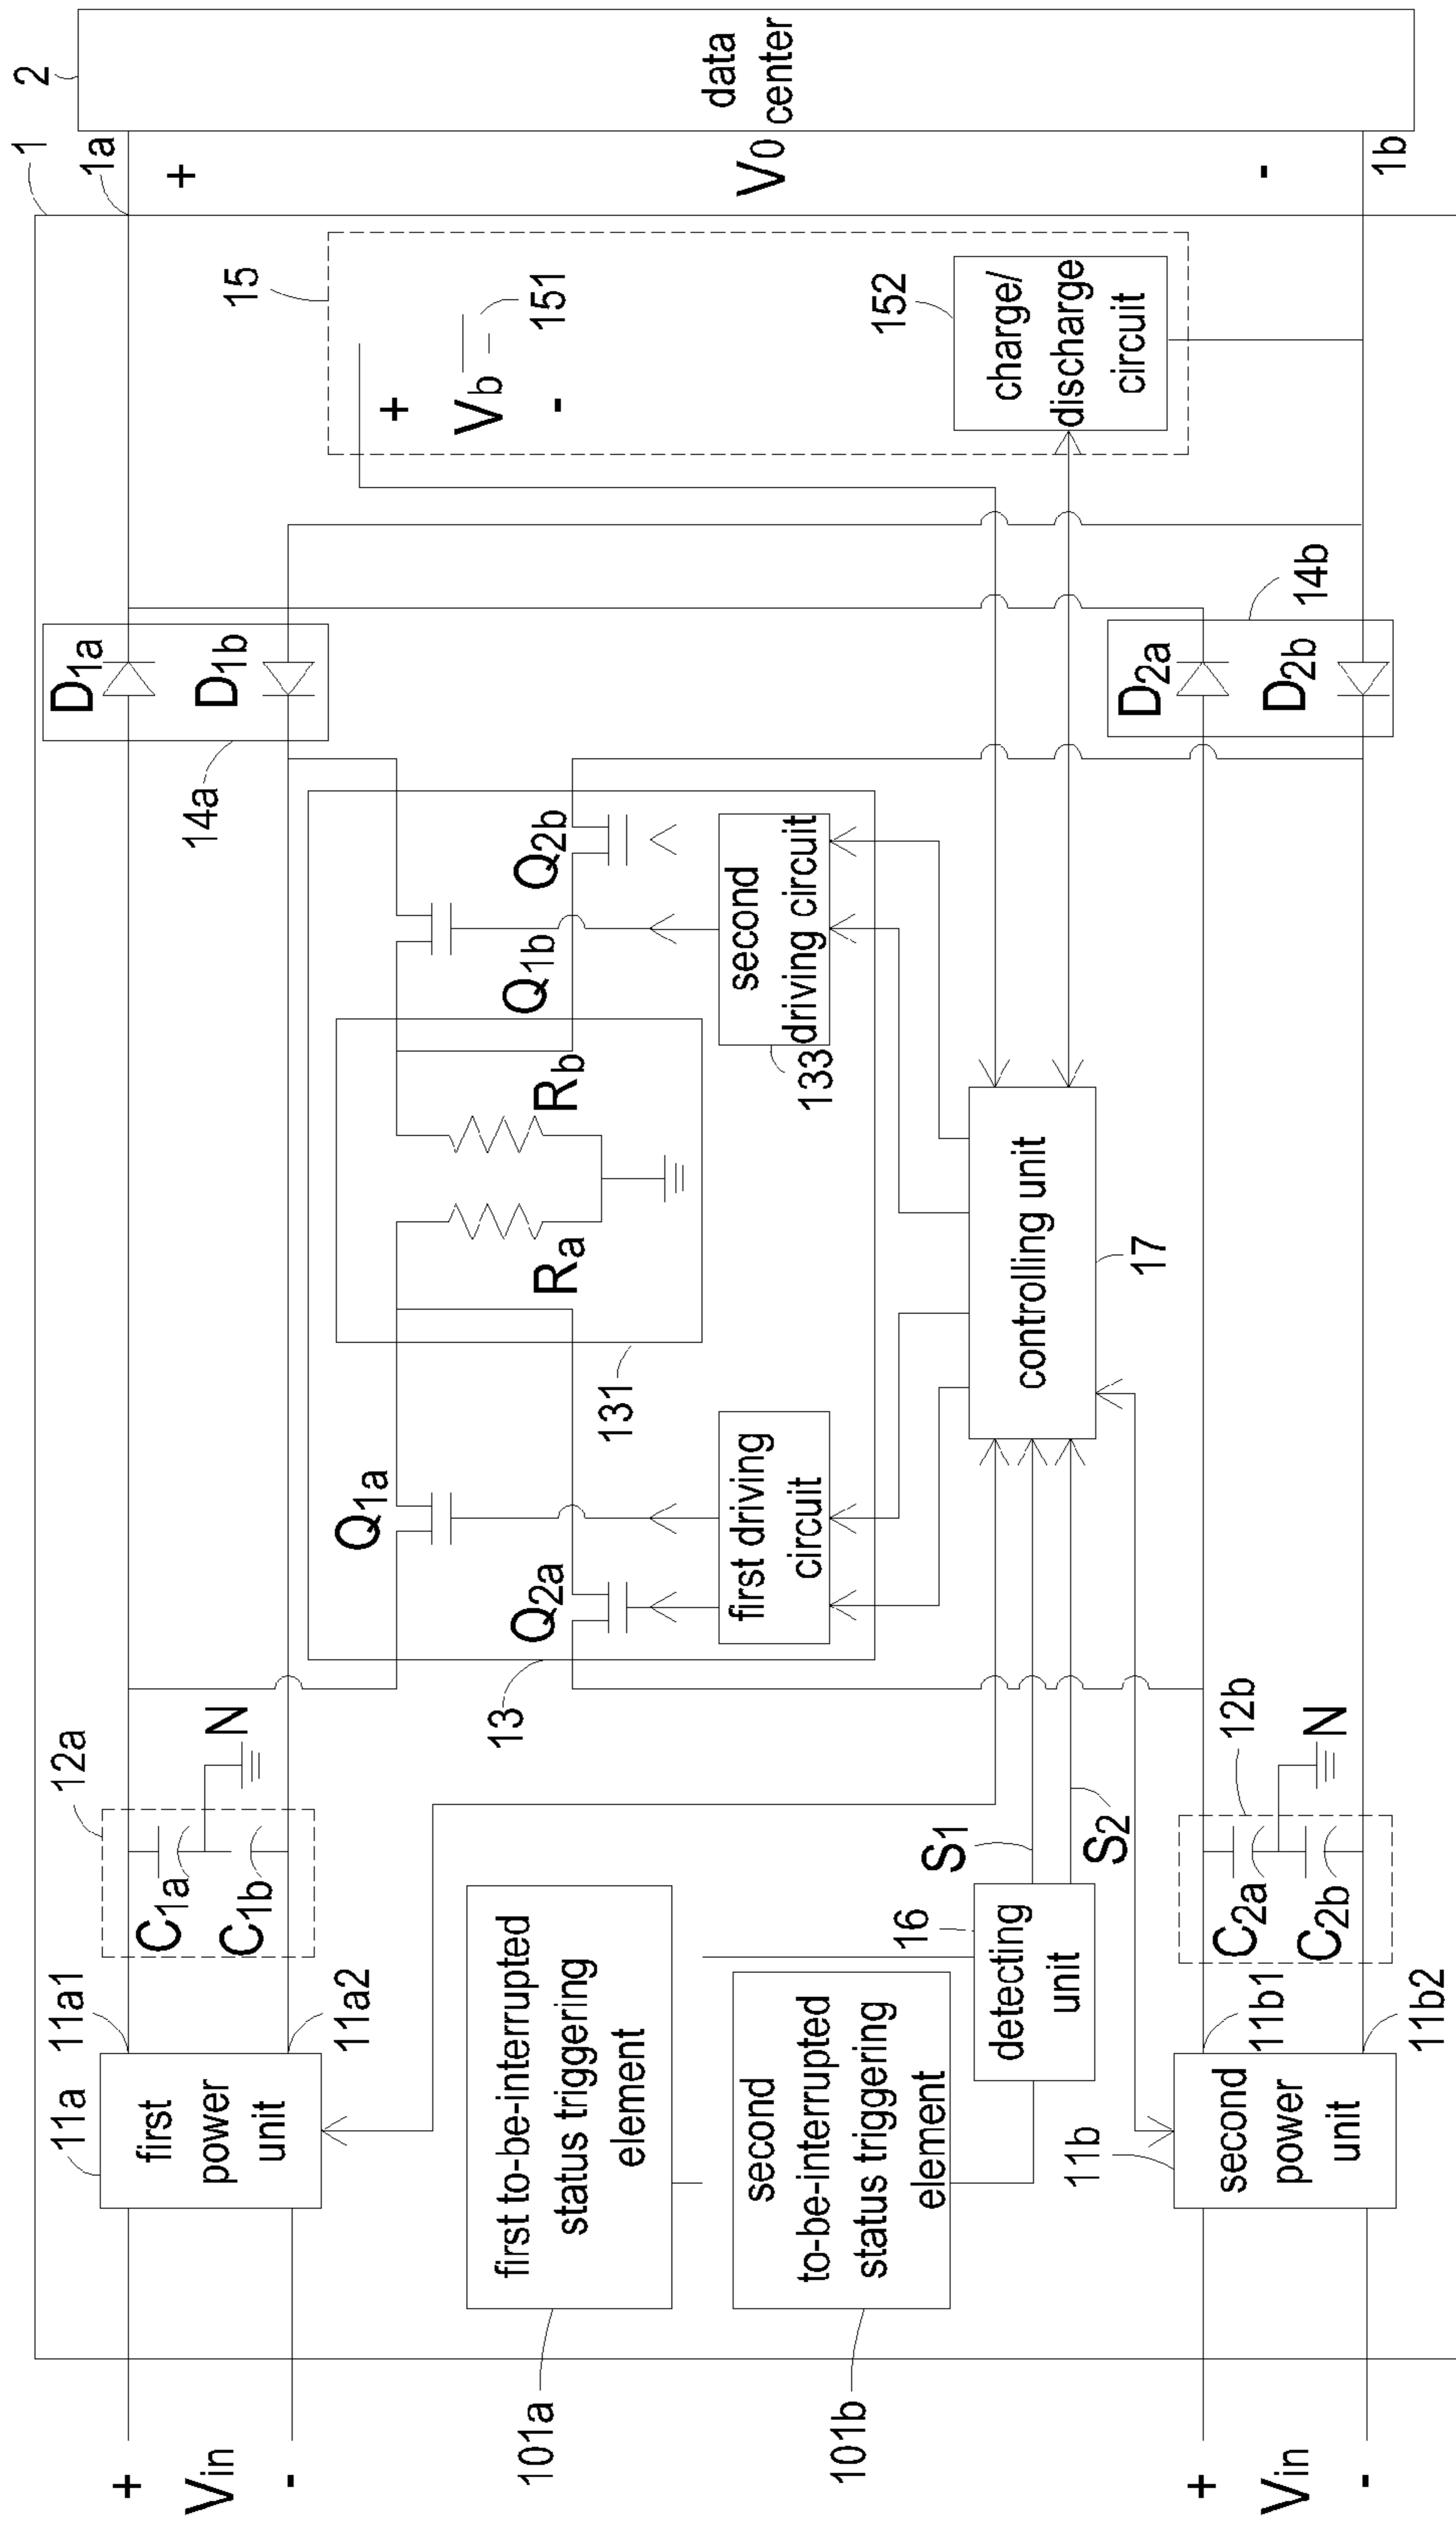 1
2
1a
+
V0
-
1b
data
center
15
+
Vb
-
151
152
charge/
discharge
circuit
14a
D1a
D1b
14b
D2a
D2b
13
Q1a
Q2a
Q1b
Q2b
131
Ra
Rb
first driving
circuit
second
driving circuit
133
controlling unit
17
12a
C1a
C1b
N
12b
C2a
C2b
N
11a
11a1
11a2
first
power
unit
11b
11b1
11b2
second
power
unit
first to-be-interrupted
status triggering
element
101a
second
to-be-interrupted
status triggering
element
101b
16
detecting
unit
S1
S2
+
Vin
-
+
Vin
-